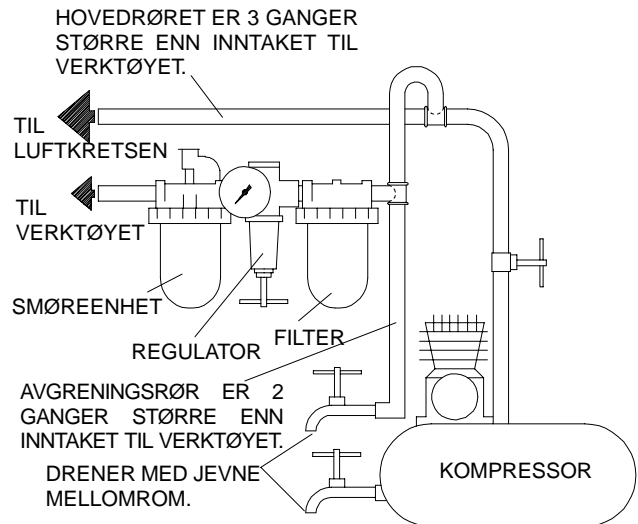 HOVEDRØRET ER 3 GANGER
STØRRE ENN INNTAKET TIL
VERKTØYET.
TIL
LUFTKRETSEN
TIL
VERKTØYET
SMØREENHET
REGULATOR
FILTER
AVGRENINGSRØR ER 2
GANGER STØRRE ENN
INNTAKET TIL VERKTØYET.
DRENER MED JEVNE
MELLOMROM.
KOMPRESSOR